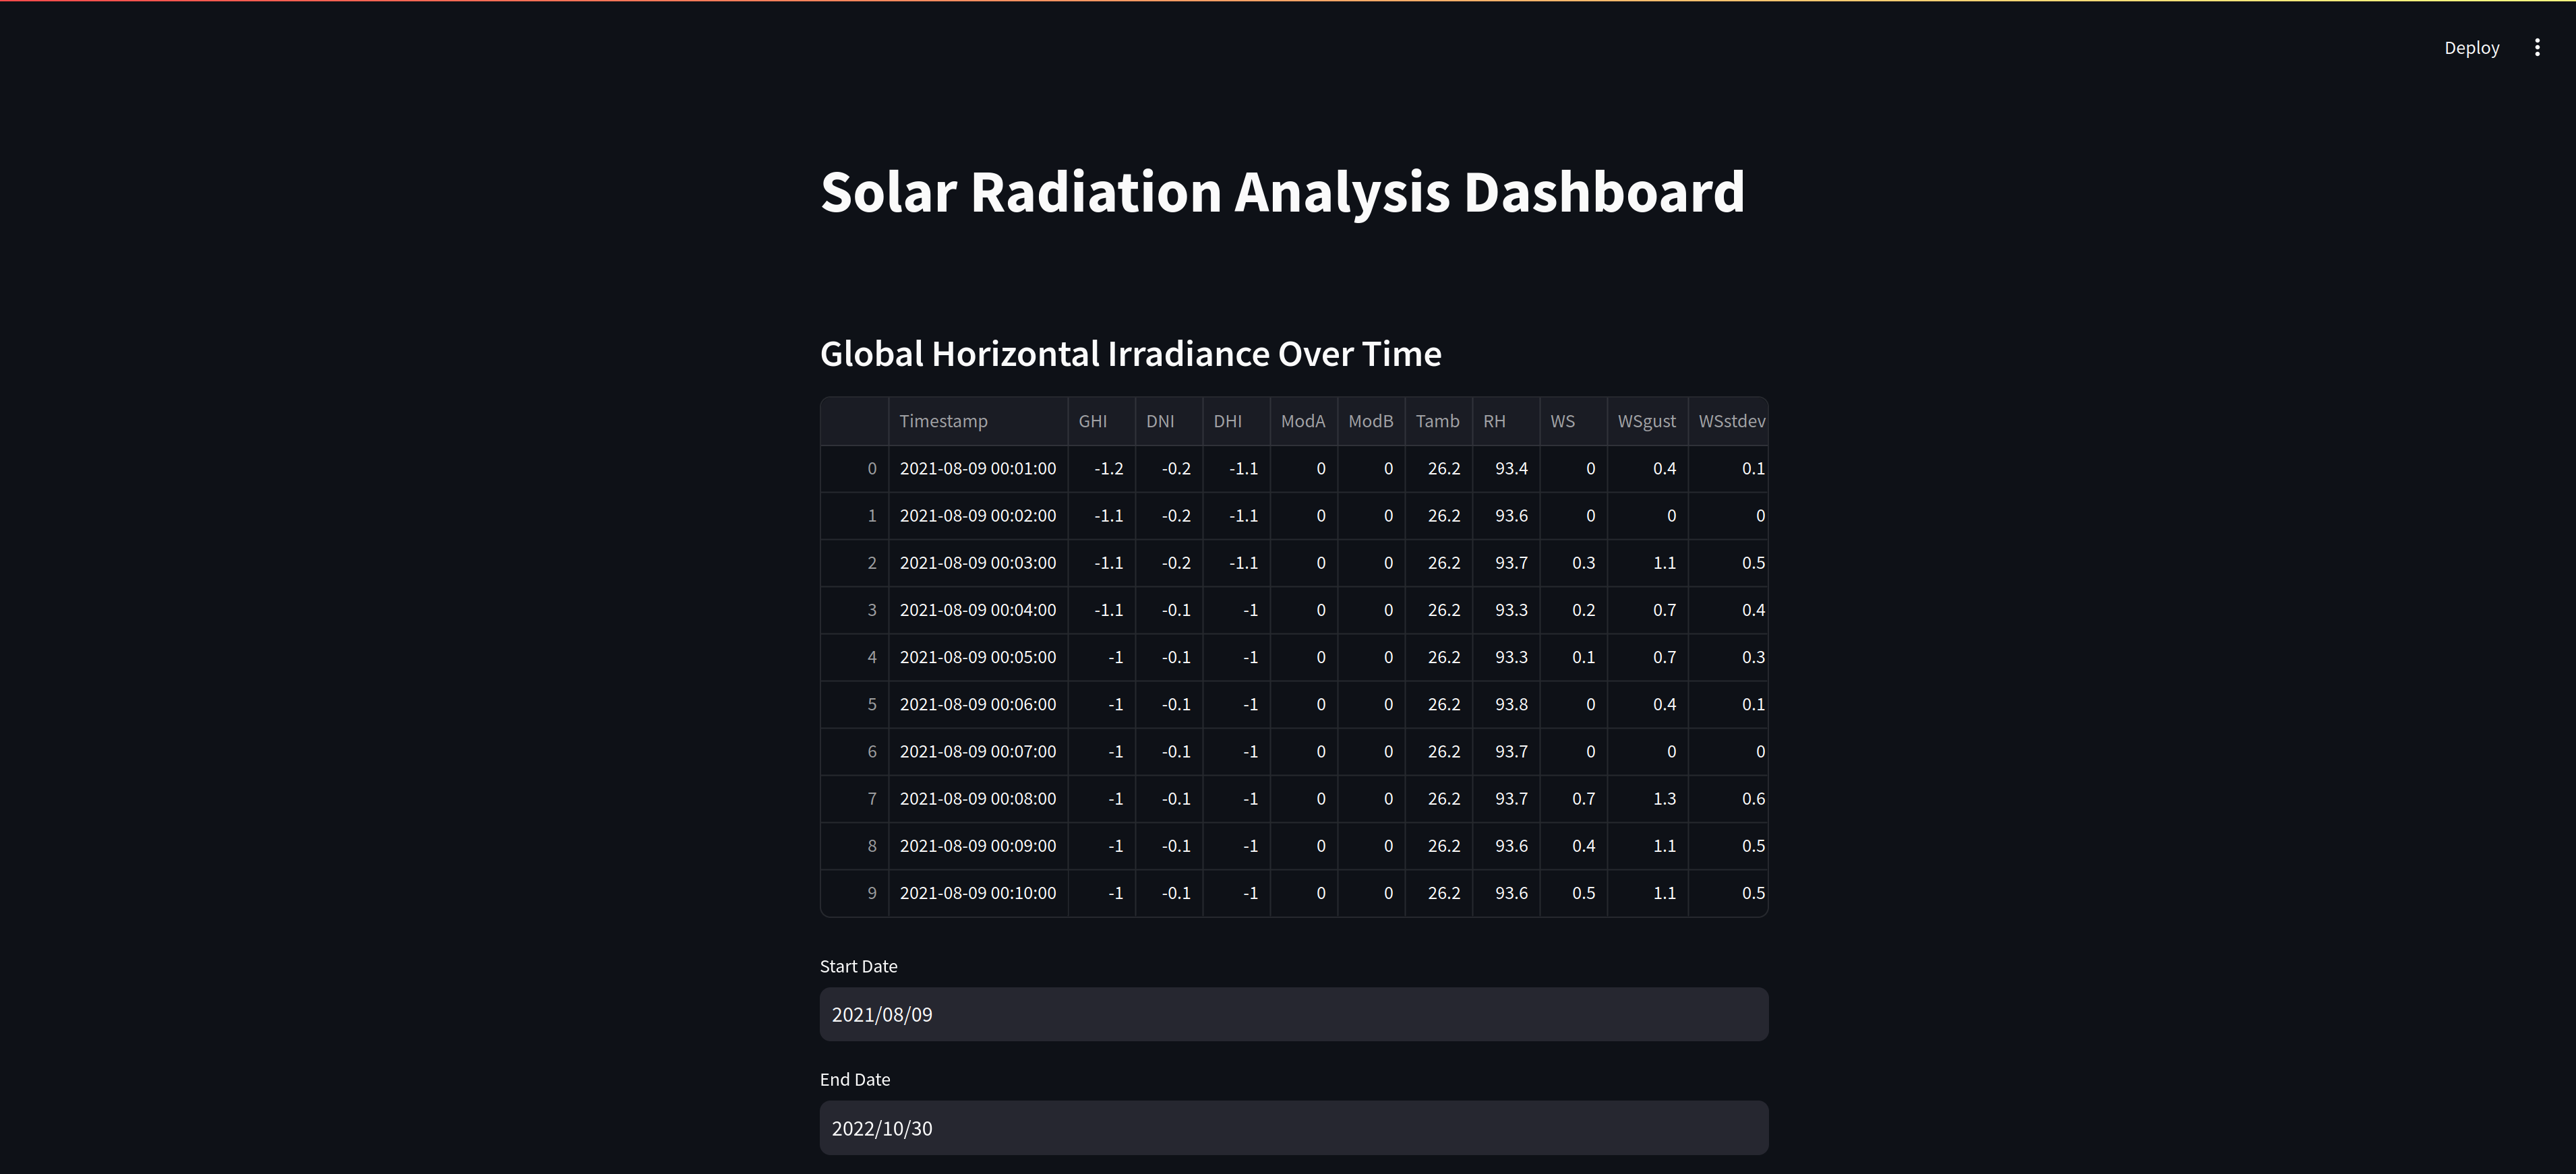 Deploy
Solar Radiation Analysis Dashboard
Global Horizontal Irradiance Over Time
Timestamp GHI DNI DHI ModA ModB Tamb RH WS WSgust WSstdev
0 2021-08-09 00:01:00 -1.2 -0.2 -1.1 0 0 26.2 93.4 0 0.4 0.1
1 2021-08-09 00:02:00 -1.1 -0.2 -1.1 0 0 26.2 93.6 0 0 0
2 2021-08-09 00:03:00 -1.1 -0.2 -1.1 0 0 26.2 93.7 0.3 1.1 0.5
3 2021-08-09 00:04:00 -1.1 -0.1 -1 0 0 26.2 93.3 0.2 0.7 0.4
4 2021-08-09 00:05:00 -1 -0.1 -1 0 0 26.2 93.3 0.1 0.7 0.3
5 2021-08-09 00:06:00 -1 -0.1 -1 0 0 26.2 93.8 0 0.4 0.1
6 2021-08-09 00:07:00 -1 -0.1 -1 0 0 26.2 93.7 0 0 0
7 2021-08-09 00:08:00 -1 -0.1 -1 0 0 26.2 93.7 0.7 1.3 0.6
8 2021-08-09 00:09:00 -1 -0.1 -1 0 0 26.2 93.6 0.4 1.1 0.5
9 2021-08-09 00:10:00 -1 -0.1 -1 0 0 26.2 93.6 0.5 1.1 0.5
Start Date
2021/08/09
End Date
2022/10/30